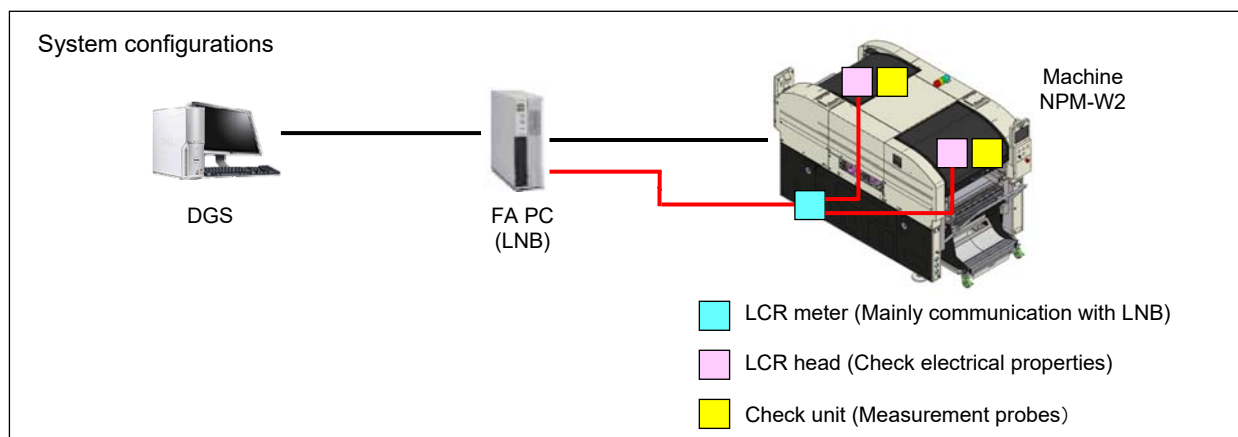 System configurations
Machine
NPM-W2
DGS
FA PC
(LNB)
LCR meter (Mainly communication with LNB)
LCR head (Check electrical properties)
Check unit (Measurement probes）